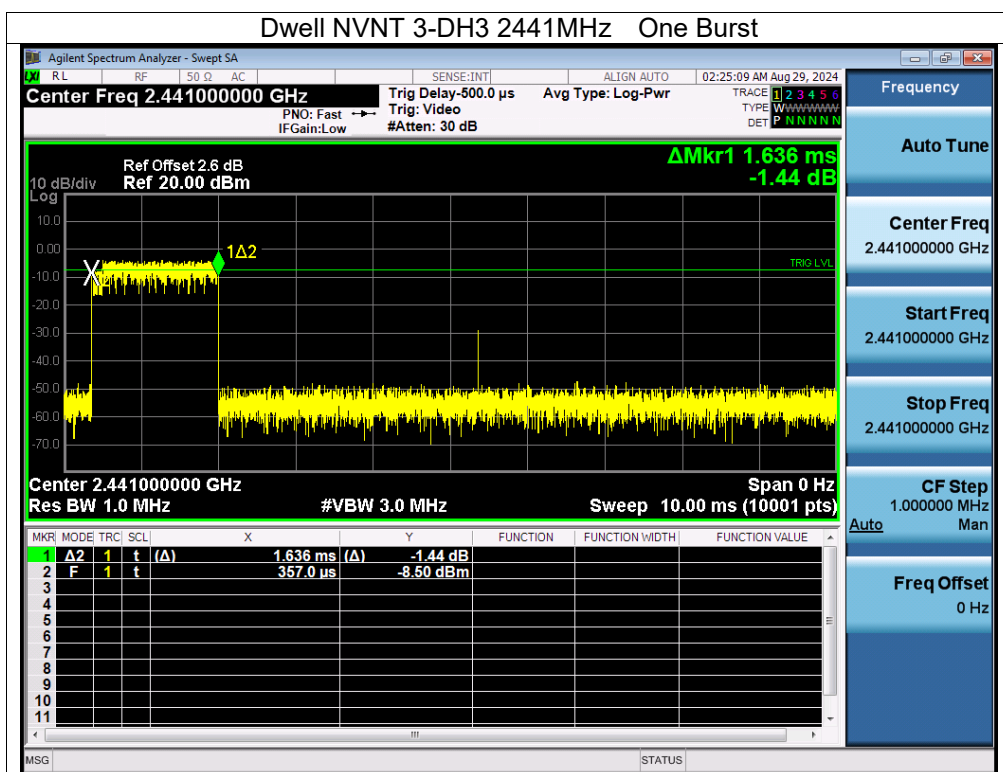 Dwell NVNT 3-DH3 2441MHz One Burst
Agilent Spectrum Analyzer - Swept SA
LXI RL RF 50 Ω AC SENSE:INT ALIGN AUTO 02:25:09 AM Aug 29, 2024
Center Freq 2.441000000 GHz Trig Delay-500.0 µs Avg Type: Log-Pwr TRACE 1 2 3 4 5 6
PNO: Fast Trig: Video TYPE WWWWWWW
IFGain:Low #Atten: 30 dB DET P N N N N N
ΔMkr1 1.636 ms
-1.44 dB
Ref Offset 2.6 dB
10 dB/div Ref 20.00 dBm
Log
10.0
0.00
1Δ2
TRIG LVL
-10.0
-20.0
-30.0
-40.0
-50.0
-60.0
-70.0
Center 2.441000000 GHz Span 0 Hz
Res BW 1.0 MHz #VBW 3.0 MHz Sweep 10.00 ms (10001 pts)
MKR MODE TRC SCL X Y FUNCTION FUNCTION WIDTH FUNCTION VALUE
1 Δ2 1 t (Δ) 1.636 ms (Δ) -1.44 dB
2 F 1 t 357.0 µs -8.50 dBm
3
4
5
6
7
8
9
10
11
MSG STATUS
Frequency
Auto Tune
Center Freq
2.441000000 GHz
Start Freq
2.441000000 GHz
Stop Freq
2.441000000 GHz
CF Step
1.000000 MHz
Auto Man
Freq Offset
0 Hz